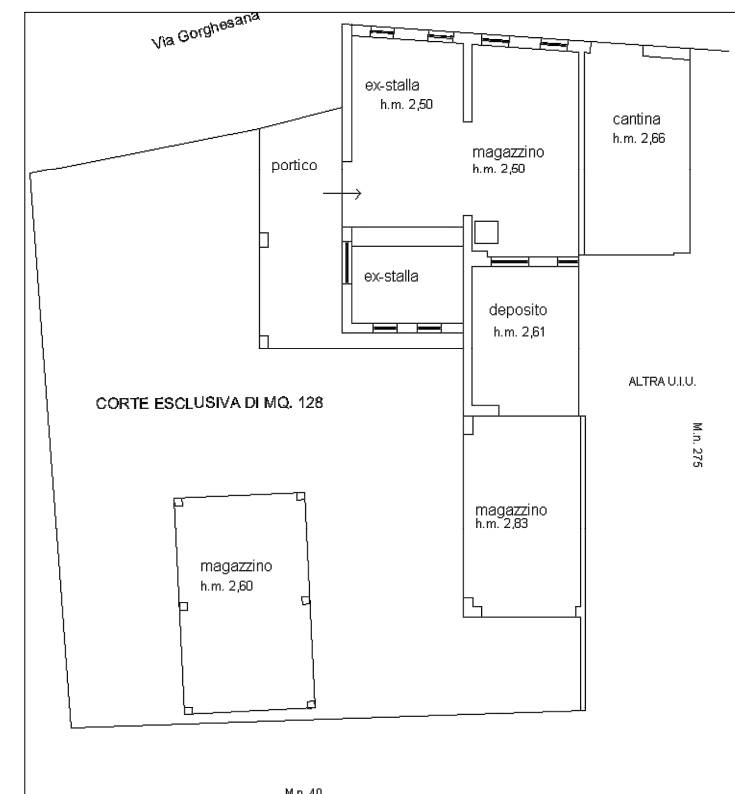 Via Gorghesana
ex-stalla
h.m. 2,50
cantina
h.m. 2,66
magazzino
h.m. 2,50
portico
ex-stalla
deposito
h.m. 2,61
ALTRA U.I.U.
CORTE ESCLUSIVA DI MQ. 128
M.n. 275
magazzino
h.m. 2,83
magazzino
h.m. 2,60
M.n. 40